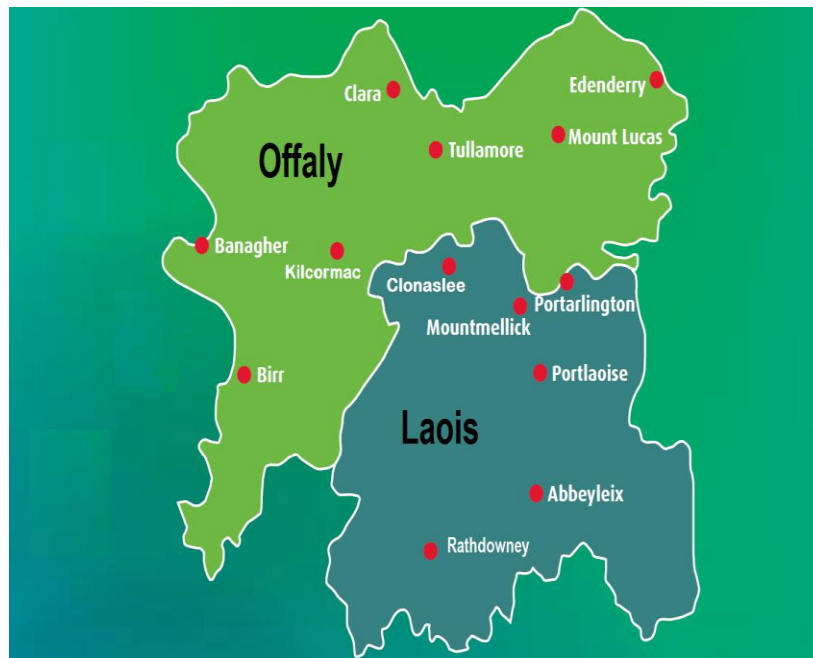 Edenderry
Clara
Mount Lucas
Offaly
Tullamore
Banagher
Kilcormac
Clonaslee
Portarlington
Mountmellick
Birr
Portlaoise
Laois
Abbeyleix
Rathdowney